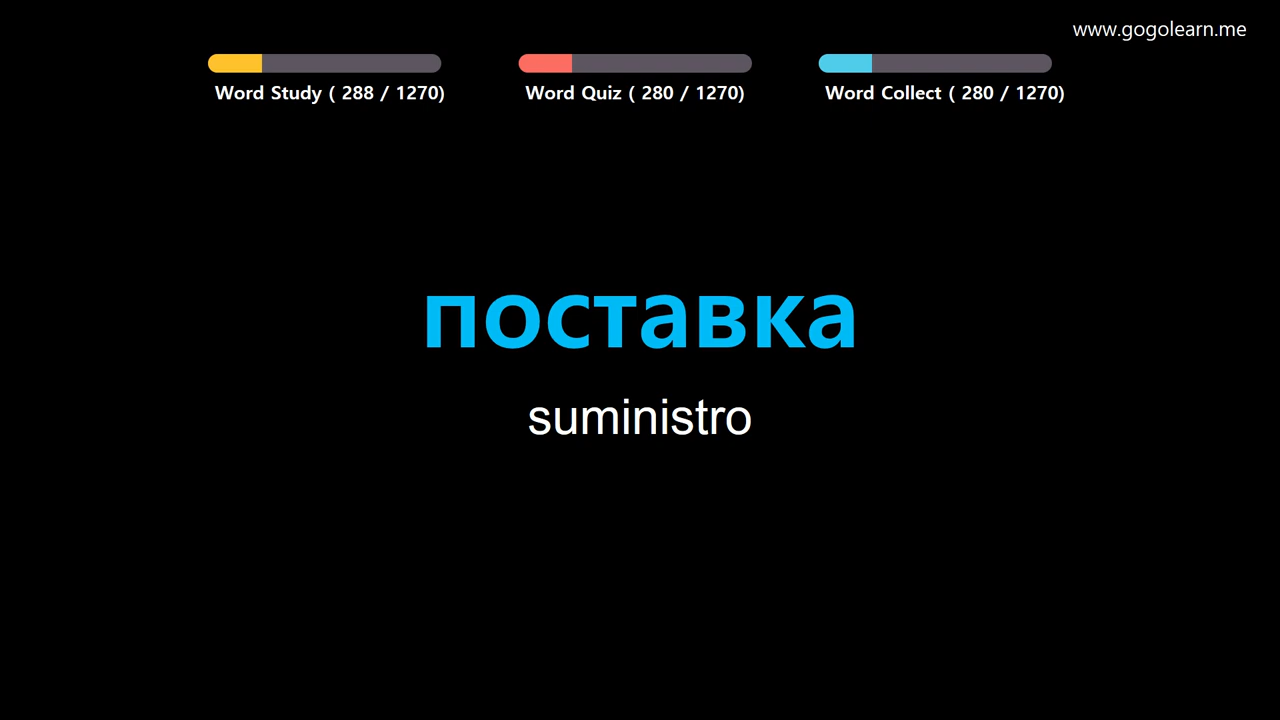 www.gogolearn.me
Word Study ( 288 / 1270)
Word Quiz ( 280 / 1270)
Word Collect ( 280 / 1270)
поставка
suministro